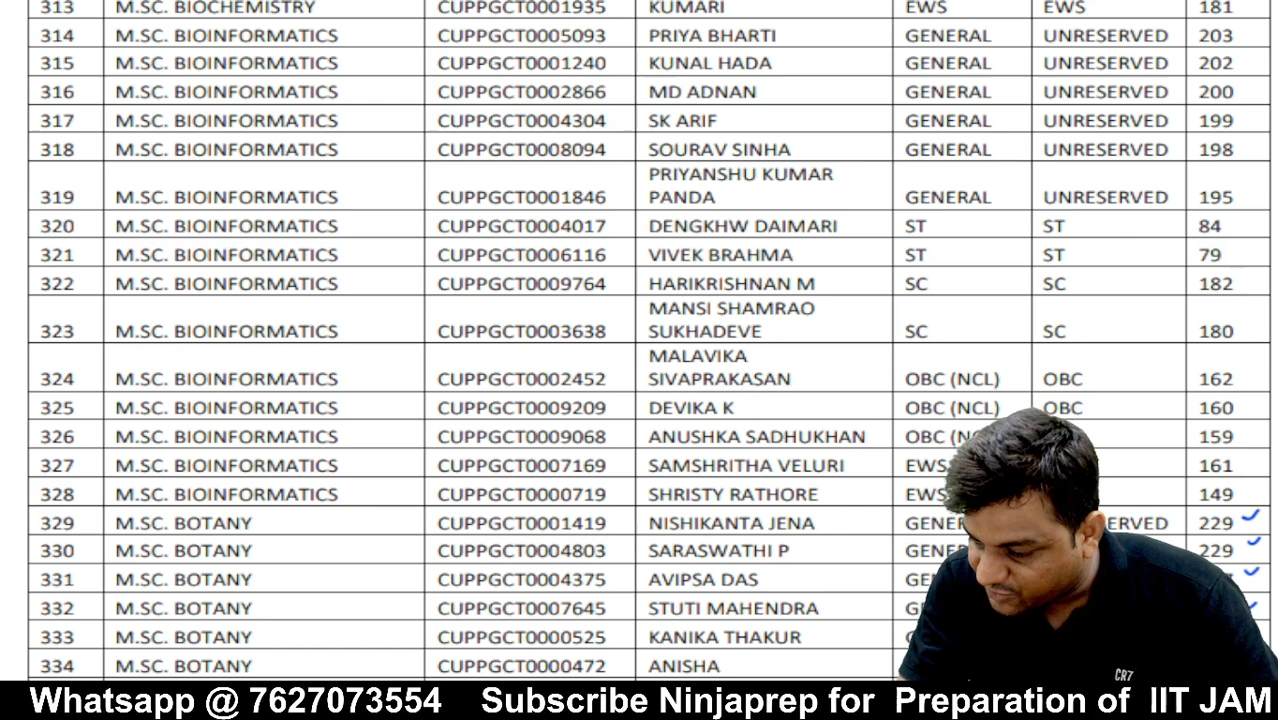 313 M.SC. BIOCHEMISTRY CUPPGCT0001935 KUMARI EWS EWS 181
314 M.SC. BIOINFORMATICS CUPPGCT0005093 PRIYA BHARTI GENERAL UNRESERVED 203
315 M.SC. BIOINFORMATICS CUPPGCT0001240 KUNAL HADA GENERAL UNRESERVED 202
316 M.SC. BIOINFORMATICS CUPPGCT0002866 MD ADNAN GENERAL UNRESERVED 200
317 M.SC. BIOINFORMATICS CUPPGCT0004304 SK ARIF GENERAL UNRESERVED 199
318 M.SC. BIOINFORMATICS CUPPGCT0008094 SOURAV SINHA GENERAL UNRESERVED 198
PRIYANSHU KUMAR
319 M.SC. BIOINFORMATICS CUPPGCT0001846 PANDA GENERAL UNRESERVED 195
320 M.SC. BIOINFORMATICS CUPPGCT0004017 DENGKHW DAIMARI ST ST 84
321 M.SC. BIOINFORMATICS CUPPGCT0006116 VIVEK BRAHMA ST ST 79
322 M.SC. BIOINFORMATICS CUPPGCT0009764 HARIKRISHNAN M SC SC 182
MANSI SHAMRAO
323 M.SC. BIOINFORMATICS CUPPGCT0003638 SUKHADEVE SC SC 180
MALAVIKA
324 M.SC. BIOINFORMATICS CUPPGCT0002452 SIVAPRAKASAN OBC (NCL) OBC 162
325 M.SC. BIOINFORMATICS CUPPGCT0009209 DEVIKA K OBC (NCL) OBC 160
326 M.SC. BIOINFORMATICS CUPPGCT0009068 ANUSHKA SADHUKHAN OBC 159
327 M.SC. BIOINFORMATICS CUPPGCT0007169 SAMSHRITHA VELURI EWS 161
328 M.SC. BIOINFORMATICS CUPPGCT0000719 SHRISTY RATHORE EWS 149
329 M.SC. BOTANY CUPPGCT0001419 NISHIKANTA JENA 229
330 M.SC. BOTANY CUPPGCT0004803 SARASWATHI P 229
331 M.SC. BOTANY CUPPGCT0004375 AVIPSA DAS
332 M.SC. BOTANY CUPPGCT0007645 STUTI MAHENDRA
333 M.SC. BOTANY CUPPGCT0000525 KANIKA THAKUR
334 M.SC. BOTANY CUPPGCT0000472 ANISHA
CR7
Whatsapp @ 7627073554 Subscribe Ninjaprep for Preparation of IIT JAM